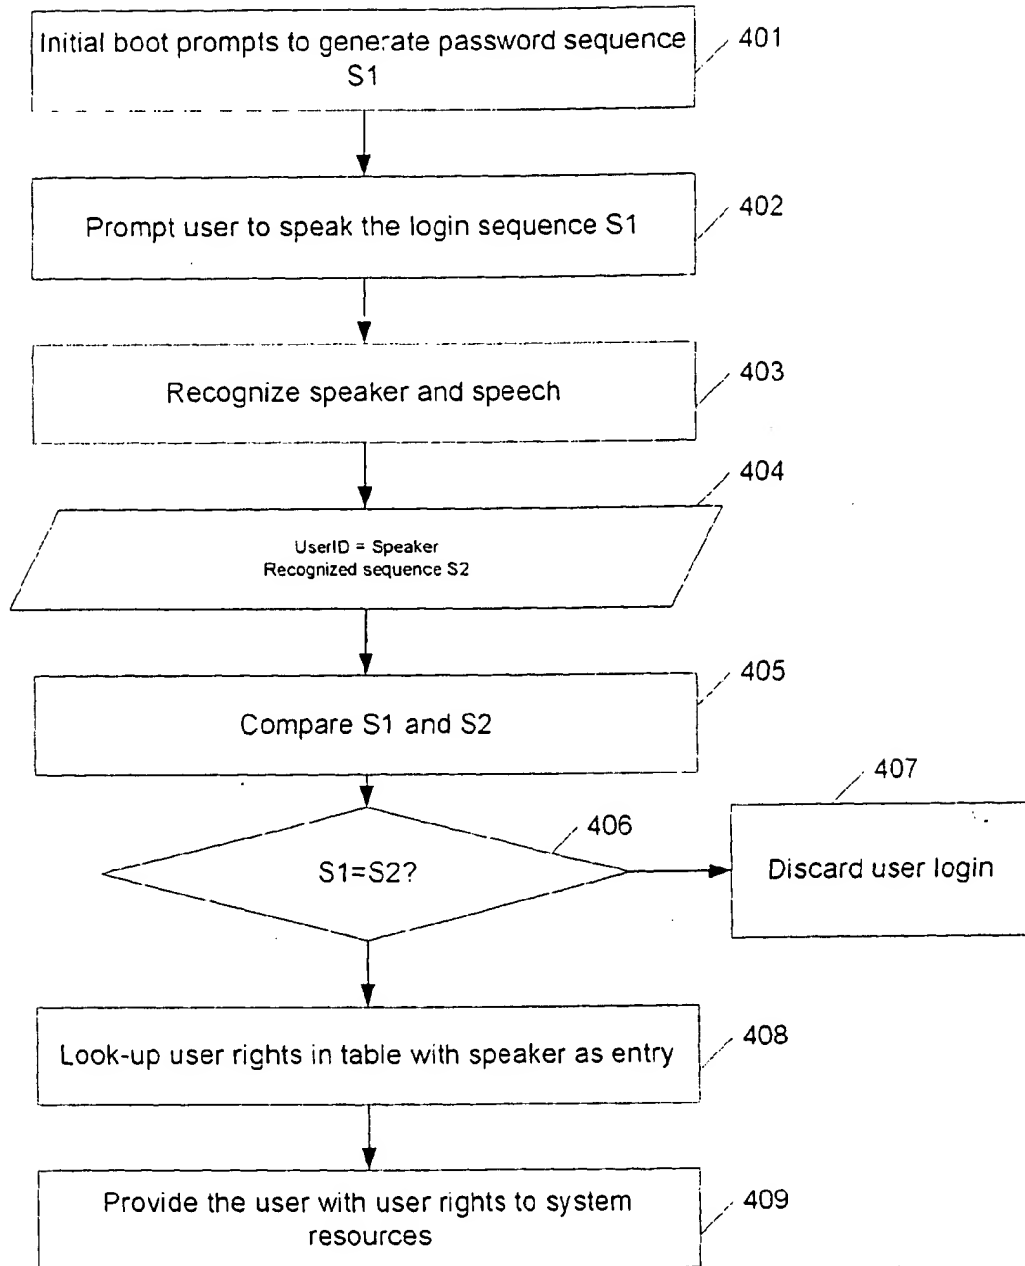 Initial boot prompts to generate password sequence
S1
401
Prompt user to speak the login sequence S1
402
Recognize speaker and speech
403
404
UserID = Speaker
Recognized sequence S2
405
Compare S1 and S2
407
406
S1=S2?
Discard user login
Look-up user rights in table with speaker as entry
408
Provide the user with user rights to system
resources
409